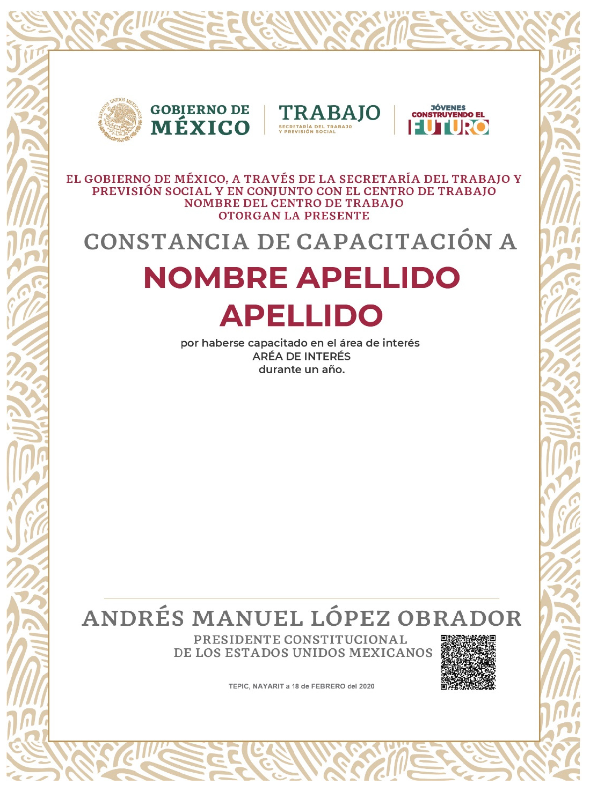 GOBIERNO DE
MÉXICO
TRABAJO
SECRETARÍA DEL TRABAJO
Y PREVISIÓN SOCIAL
JÓVENES
CONSTRUYENDO EL
FUTURO
EL GOBIERNO DE MÉXICO, A TRAVÉS DE LA SECRETARÍA DEL TRABAJO Y
PREVISIÓN SOCIAL Y EN CONJUNTO CON EL CENTRO DE TRABAJO
NOMBRE DEL CENTRO DE TRABAJO
OTORGAN LA PRESENTE
CONSTANCIA DE CAPACITACIÓN A
NOMBRE APELLIDO
APELLIDO
por haberse capacitado en el área de interés
ARÉA DE INTERÉS
durante un año.
ANDRÉS MANUEL LÓPEZ OBRADOR
PRESIDENTE CONSTITUCIONAL
DE LOS ESTADOS UNIDOS MEXICANOS
TEPIC, NAYARIT a 18 de FEBRERO del 2020